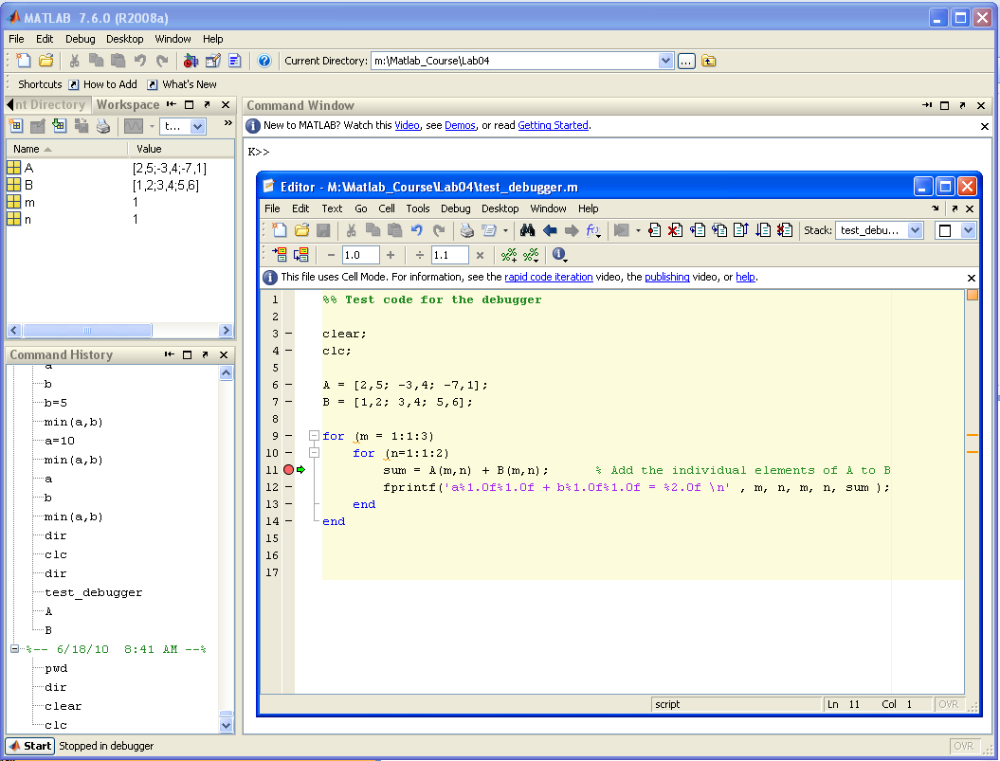 MATLAB 7.6.0 (R2008a)
File Edit Debug Desktop Window Help
Current Directory: m:\Matlab_Course\Lab04 ...
Shortcuts How to Add What's New
nt Directory Workspace
t... »
Name Value
A [2,5;-3,4;-7,1]
B [1,2;3,4;5,6]
m 1
n 1
Command History
a
b
b=5
min(a,b)
a=10
min(a,b)
a
b
min(a,b)
dir
clc
dir
test_debugger
A
B
%-- 6/18/10 8:41 AM --%
pwd
dir
clear
clc
Command Window
New to MATLAB? Watch this Video, see Demos, or read Getting Started.
K>>
Editor - M:\Matlab_Course\Lab04\test_debugger.m
File Edit Text Go Cell Tools Debug Desktop Window Help
Stack: test_debu...
− 1.0 + ÷ 1.1 ×
This file uses Cell Mode. For information, see the rapid code iteration video, the publishing video, or help.
1 %% Test code for the debugger
2
3 − clear;
4 − clc;
5
6 − A = [2,5; -3,4; -7,1];
7 − B = [1,2; 3,4; 5,6];
8
9 − for (m = 1:1:3)
10 − for (n=1:1:2)
11 sum = A(m,n) + B(m,n); % Add the individual elements of A to B
12 − fprintf('a%1.0f%1.0f + b%1.0f%1.0f = %2.0f \n' , m, n, m, n, sum );
13 − end
14 − end
15
16
17
script Ln 11 Col 1 OVR
Start Stopped in debugger OVR